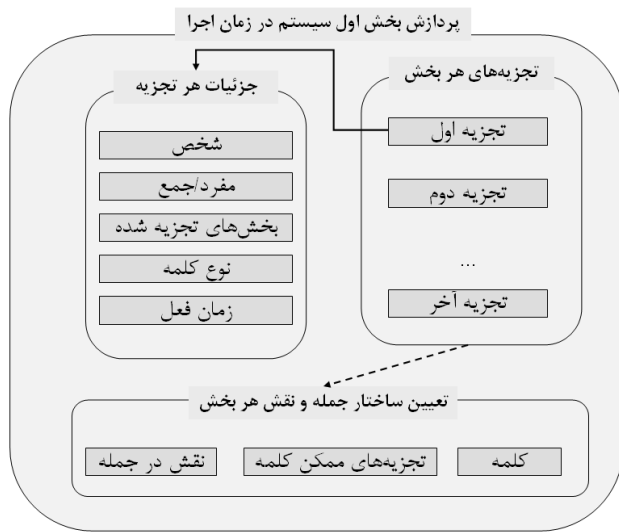 پردازش بخش اول سیستم در زمان اجرا
تجزیه‌های هر بخش
تجزیه اول
تجزیه دوم
...
تجزیه آخر
جزئیات هر تجزیه
شخص
مفرد/جمع
بخش‌های تجزیه شده
نوع کلمه
زمان فعل
تعیین ساختار جمله و نقش هر بخش
کلمه
تجزیه‌های ممکن کلمه
نقش در جمله